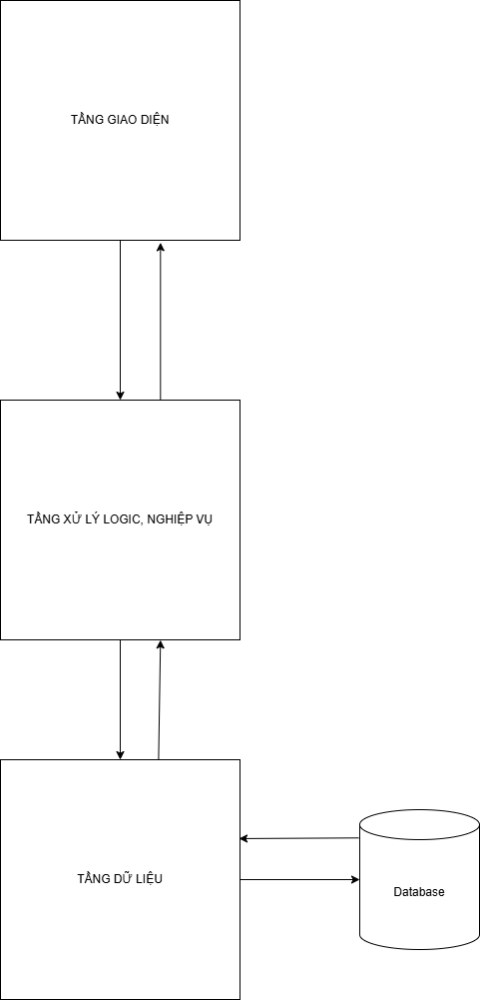 TẦNG GIAO DIỆN
TẦNG XỬ LÝ LOGIC, NGHIỆP VỤ
TẦNG DỮ LIỆU
Database